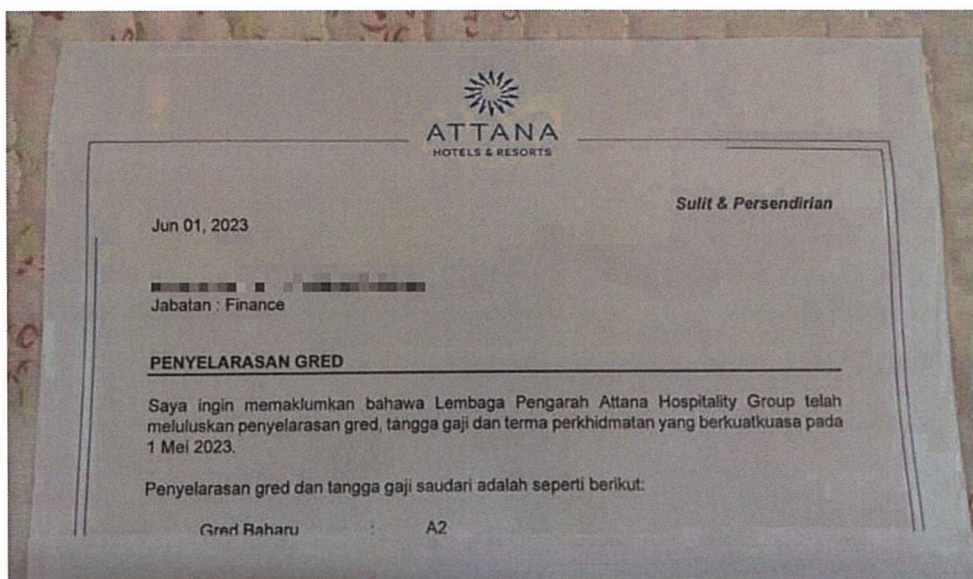 ATTANA
HOTELS & RESORTS
Sulit & Persendirian
Jun 01, 2023
Jabatan : Finance
PENYELARASAN GRED
Saya ingin memaklumkan bahawa Lembaga Pengarah Attana Hospitality Group telah
meluluskan penyelarasan gred, tangga gaji dan terma perkhidmatan yang berkuatkuasa pada
1 Mei 2023.
Penyelarasan gred dan tangga gaji saudari adalah seperti berikut:
Gred Baharu : A2